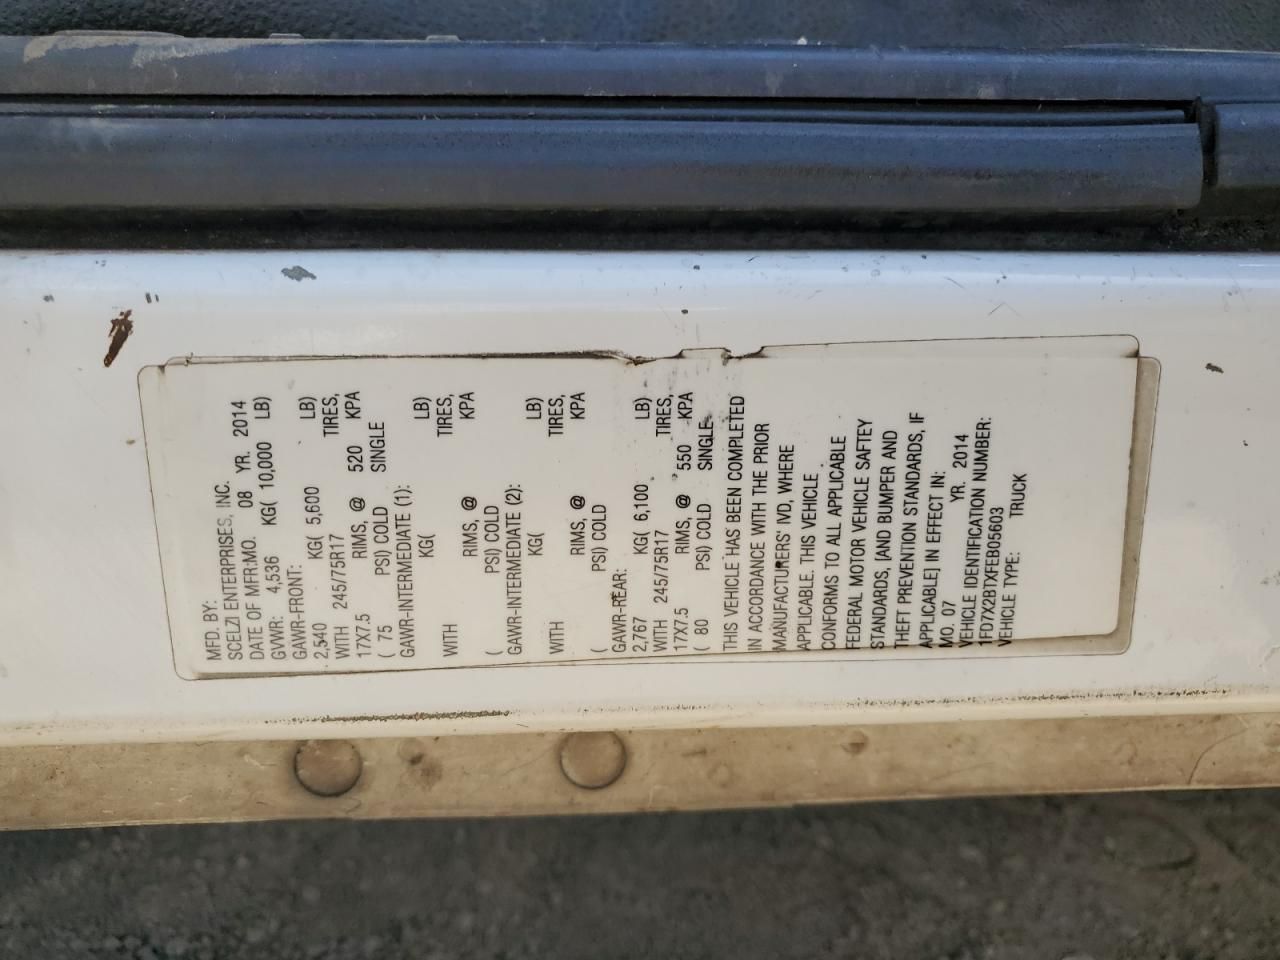 MFD. BY:
SCELZI ENTERPRISES, INC.
DATE OF MFR:MO. 08 YR. 2014
GVWR: 4,536 KG( 10,000 LB)
GAWR-FRONT:
2,540 KG( 5,600 LB)
WITH 245/75R17 TIRES,
17X7.5 RIMS, @ 520 KPA
( 75 PSI) COLD SINGLE
GAWR-INTERMEDIATE (1):
KG( LB)
WITH TIRES,
RIMS, @ KPA
( PSI) COLD
GAWR-INTERMEDIATE (2):
KG( LB)
WITH TIRES,
RIMS, @ KPA
( PSI) COLD
GAWR-REAR:
2,767 KG( 6,100 LB)
WITH 245/75R17 TIRES,
17X7.5 RIMS, @ 550 KPA
( 80 PSI) COLD SINGLE
THIS VEHICLE HAS BEEN COMPLETED
IN ACCORDANCE WITH THE PRIOR
MANUFACTURERS' IVD, WHERE
APPLICABLE. THIS VEHICLE
CONFORMS TO ALL APPLICABLE
FEDERAL MOTOR VEHICLE SAFTEY
STANDARDS, [AND BUMPER AND
THEFT PREVENTION STANDARDS, IF
APPLICABLE] IN EFFECT IN:
MO. 07 YR. 2014
VEHICLE IDENTIFICATION NUMBER:
1FD7X2BTXFEB05603
VEHICLE TYPE: TRUCK